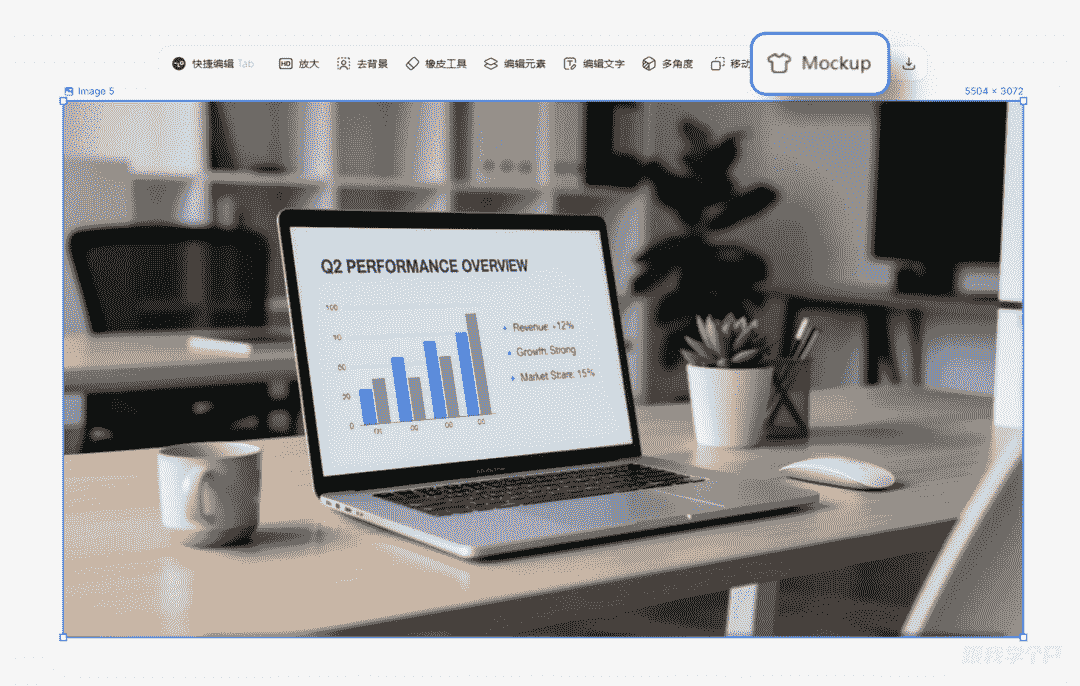 快捷编辑 Tab
HD 放大
去背景
橡皮工具
编辑元素
编辑文字
多角度
移动
Mockup
Image 5
5504 × 3072
Q2 PERFORMANCE OVERVIEW
100
Revenue +12%
Growth: Strong
Market Share: 15%
0